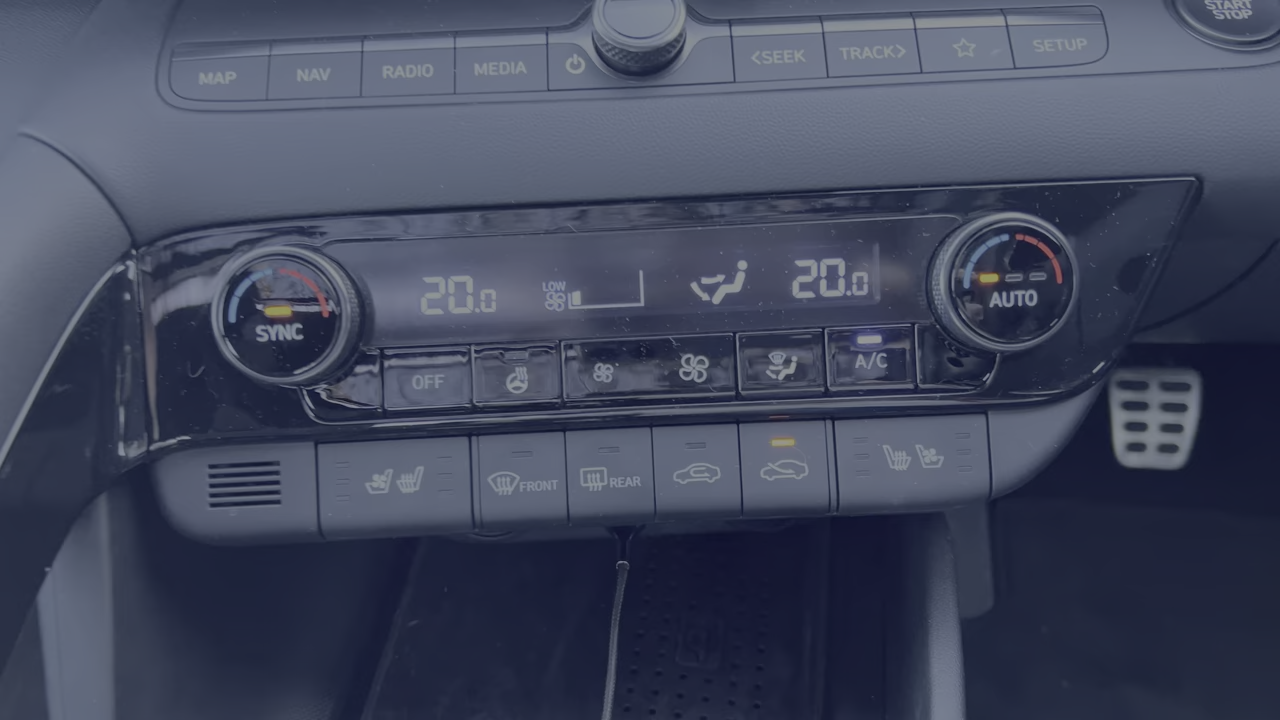 START
STOP
MAP
NAV
RADIO
MEDIA
<SEEK
TRACK>
SETUP
20.0
LOW
20.0
SYNC
AUTO
OFF
A/C
FRONT
REAR